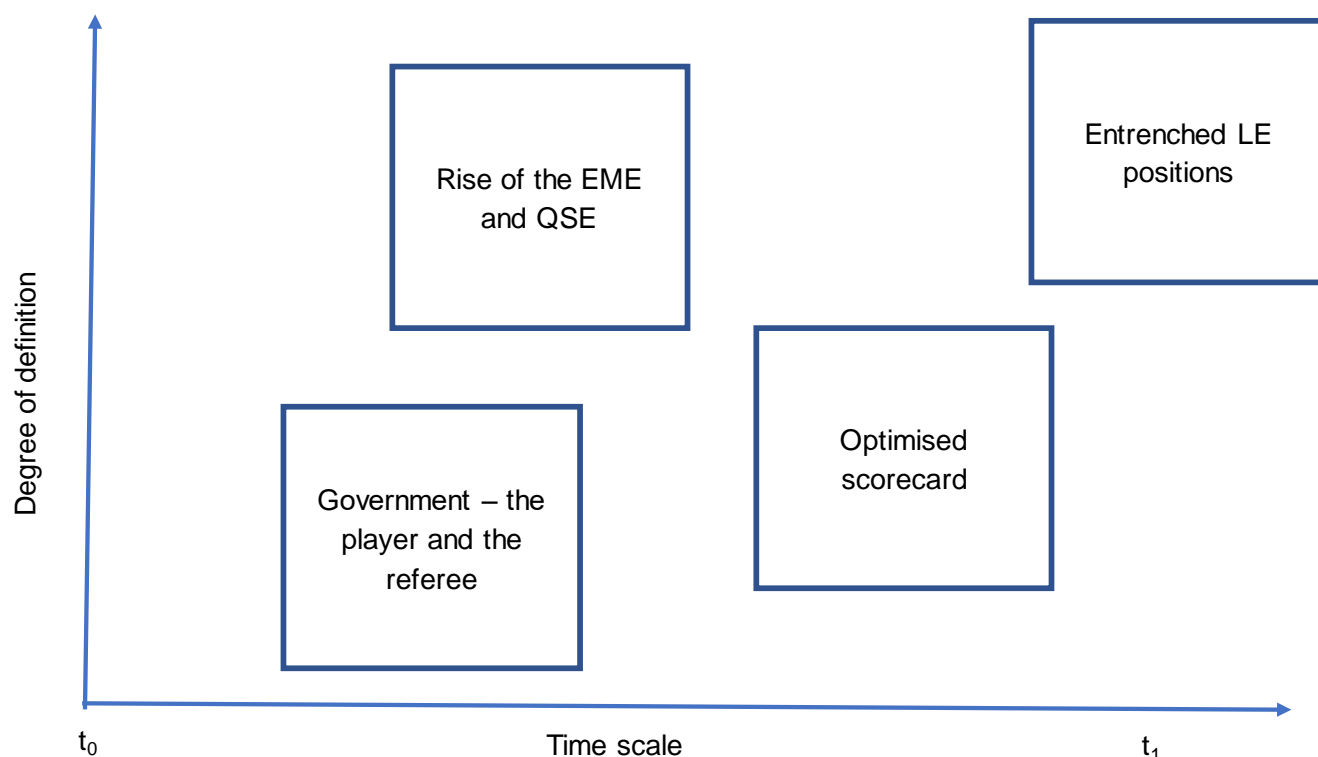 Entrenched LE
positions
Rise of the EME
and QSE
Degree of definition
Optimised
scorecard
Government – the
player and the
referee
t₀
Time scale
t₁